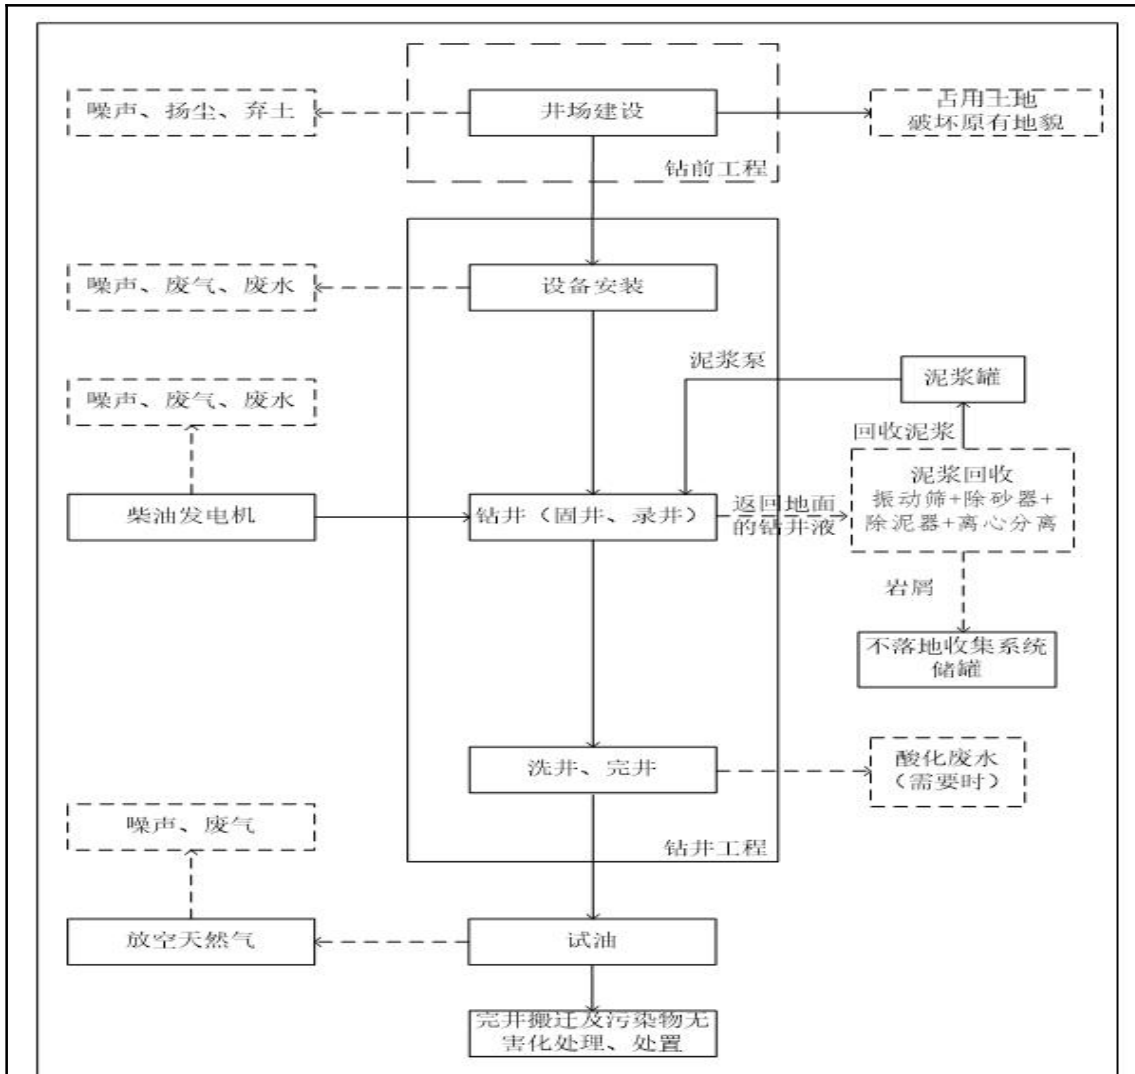 噪声、扬尘、弃土
井场建设
占用土地
破坏原有地貌
钻前工程
噪声、废气、废水
设备安装
泥浆泵
泥浆罐
噪声、废气、废水
回收泥浆
泥浆回收
振动筛+除砂器+
除泥器+离心分离
柴油发电机
钻井（固井、录井）
返回地面
的钻井液
岩屑
不落地收集系统
储罐
洗井、完井
酸化废水
（需要时）
噪声、废气
钻井工程
放空天然气
试油
完井搬迁及污染物无
害化处理、处置